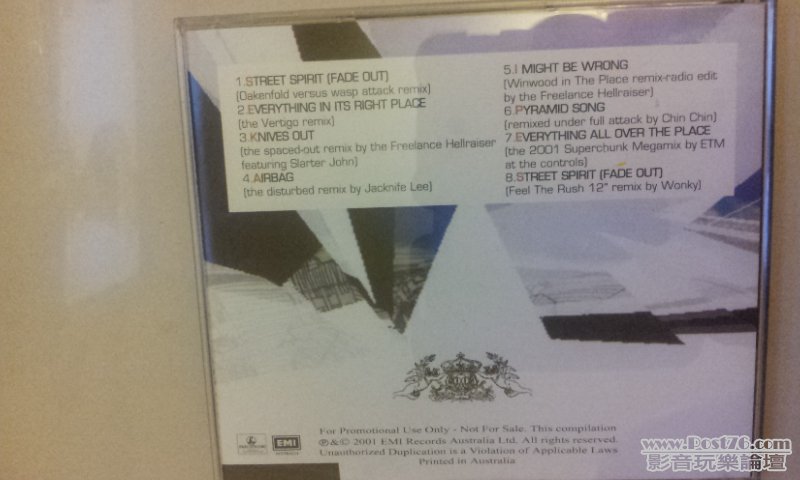 1.STREET SPIRIT (FADE OUT)
(Oakenfold versus wasp attack remix)
2.EVERYTHING IN ITS RIGHT PLACE
(the Vertigo remix)
3.KNIVES OUT
(the spaced-out remix by the Freelance Hellraiser
featuring Slarter John)
4.AIRBAG
(the disturbed remix by Jacknife Lee)
5.I MIGHT BE WRONG
(Winwood in The Place remix-radio edit
by the Freelance Hellraiser)
6.PYRAMID SONG
(remixed under full attack by Chin Chin)
7.EVERYTHING ALL OVER THE PLACE
(the 2001 Superchunk Megamix by ETM
at the controls)
8.STREET SPIRIT (FADE OUT)
(Feel The Rush 12" remix by Wonky)
For Promotional Use Only - Not For Sale. This compilation
℗&© 2001 EMI Records Australia Ltd. All rights reserved.
Unauthorized Duplication is a Violation of Applicable Laws
Printed in Australia
EMI
www.Post76.com
影音玩樂論壇